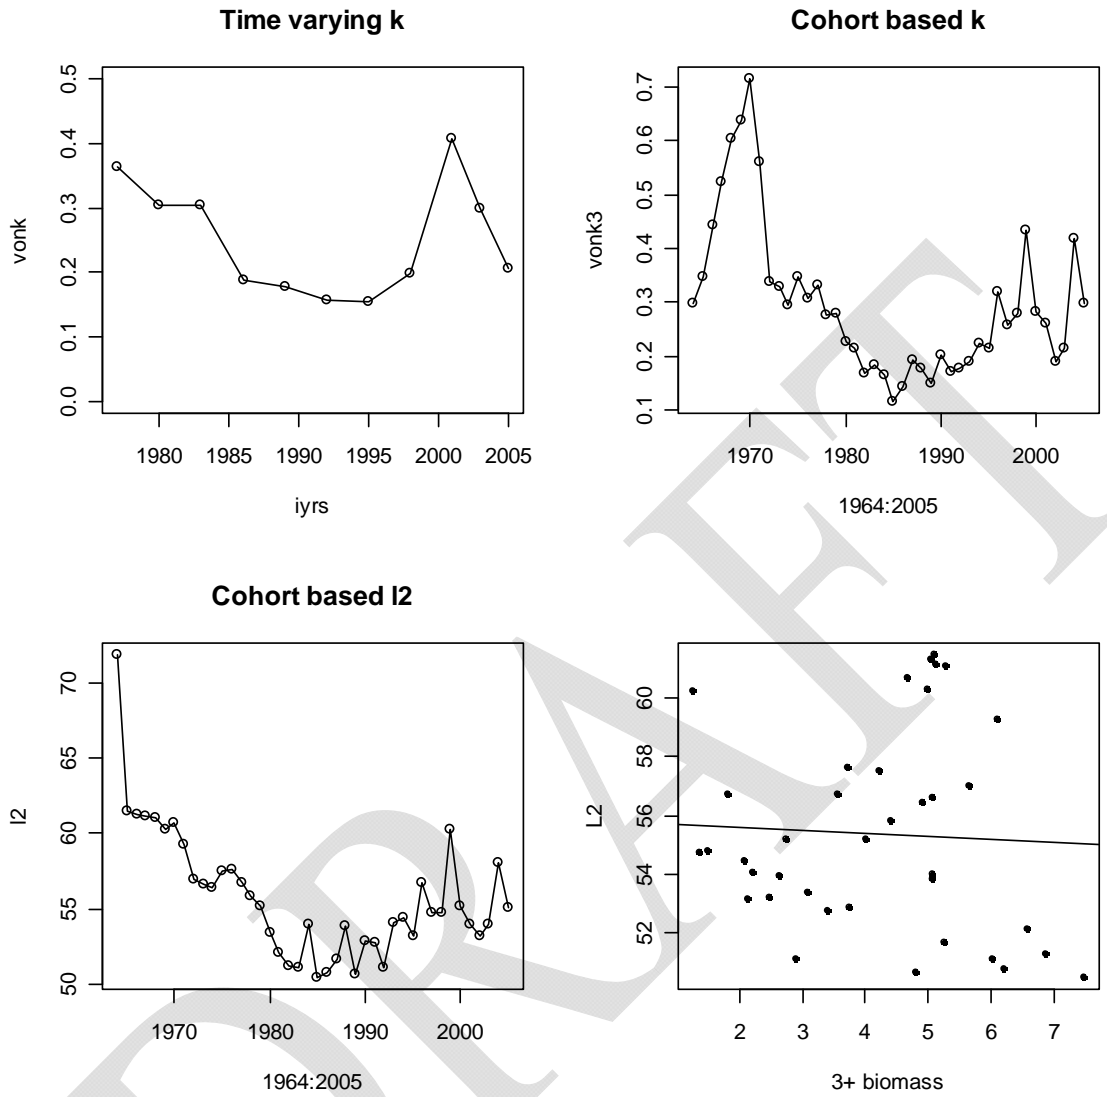 Time varying k
0.5
0.4
0.3
0.2
0.1
0.0
vonk
1980 1985 1990 1995 2000 2005
iyrs
Cohort based k
0.7
0.6
0.5
0.4
0.3
0.2
0.1
vonk3
1970 1980 1990 2000
1964:2005
Cohort based l2
70
65
60
55
50
l2
1970 1980 1990 2000
1964:2005
60
58
56
54
52
L2
2 3 4 5 6 7
3+ biomass
DRAFT